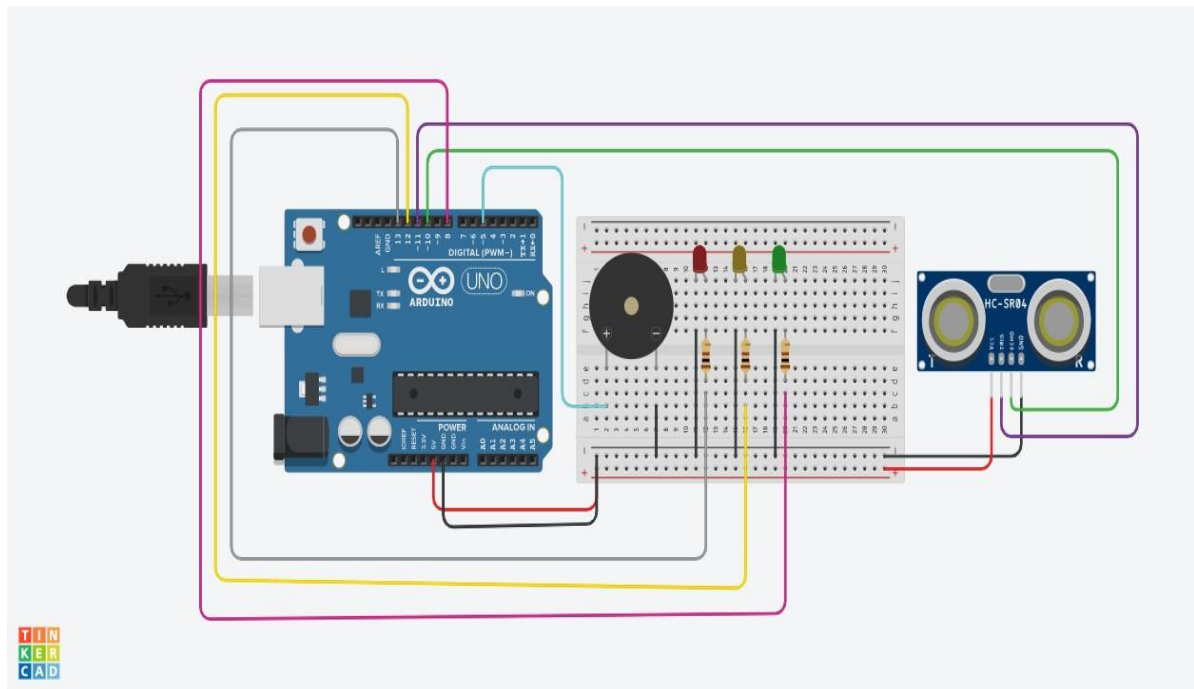 AREF
GND
13
12
~11
~10
~9
8
7
~6
~5
4
~3
2
TX→1
RX←0
DIGITAL (PWM~)
L
TX
RX
ARDUINO
UNO
ON
IOREF
RESET
3.3V
5V
GND
GND
Vin
POWER
ANALOG IN
A0
A1
A2
A3
A4
A5
HC-SR04
VCC
TRIG
ECHO
GND
T
R
TIN
KER
CAD